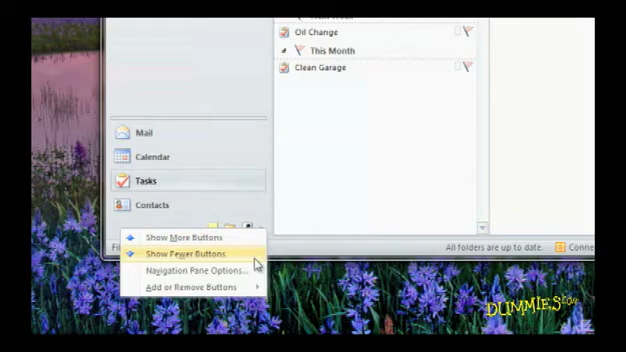 Oil Change
This Month
Clean Garage
Mail
Calendar
Tasks
Contacts
Show More Buttons
Show Fewer Buttons
Navigation Pane Options...
Add or Remove Buttons
All folders are up to date.
Conne
DUMMIES.com